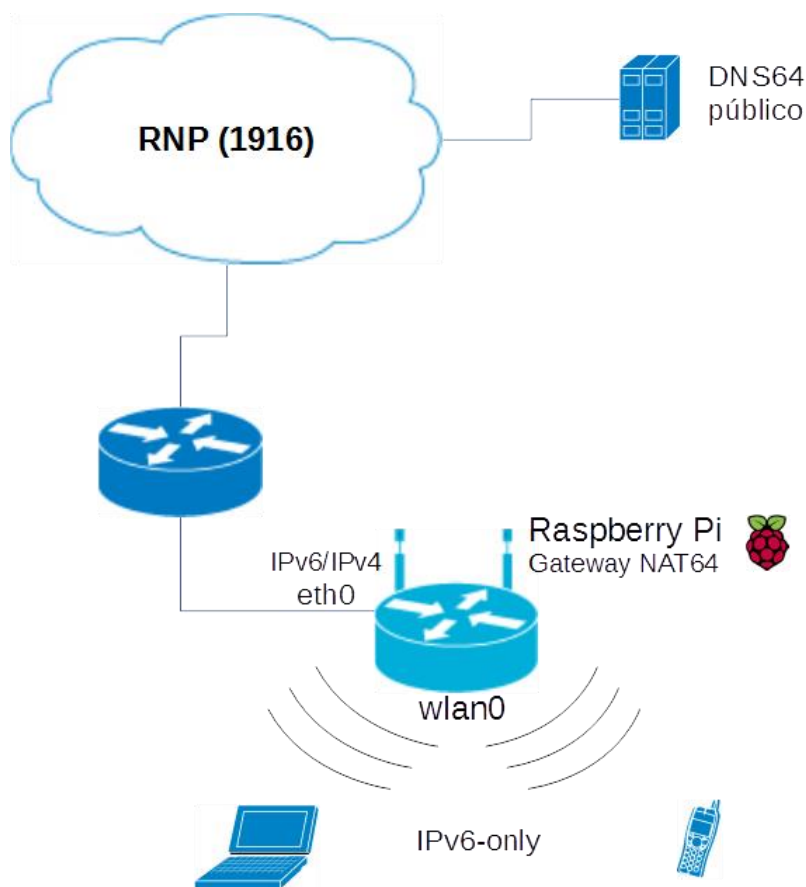 RNP (1916)
DNS64
público
Raspberry Pi
Gateway NAT64
IPv6/IPv4
eth0
wlan0
IPv6-only